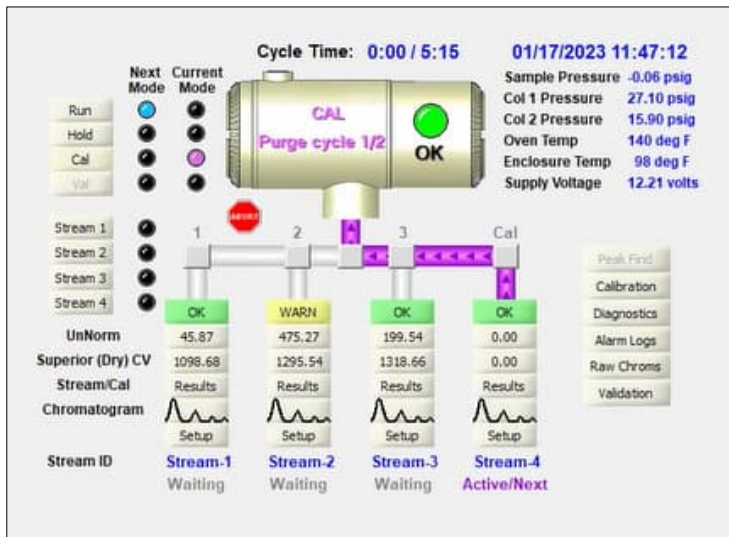 Cycle Time: 0:00 / 5:15
01/17/2023 11:47:12
Next Mode
Current Mode
Sample Pressure -0.06 psig
Col 1 Pressure 27.10 psig
Col 2 Pressure 15.90 psig
Oven Temp 140 deg F
Enclosure Temp 98 deg F
Supply Voltage 12.21 volts
Run
Hold
Cal
Val
CAL
Purge cycle 1/2
OK
ABORT
Stream 1
Stream 2
Stream 3
Stream 4
1 2 3 Cal
Peak Find
Calibration
Diagnostics
Alarm Logs
Raw Chroms
Validation
OK WARN OK OK
UnNorm 45.87 475.27 199.54 0.00
Superior (Dry) CV 1098.68 1295.54 1318.66 0.00
Stream/Cal Results Results Results Results
Chromatogram
Setup Setup Setup Setup
Stream ID Stream-1 Stream-2 Stream-3 Stream-4
Waiting Waiting Waiting Active/Next